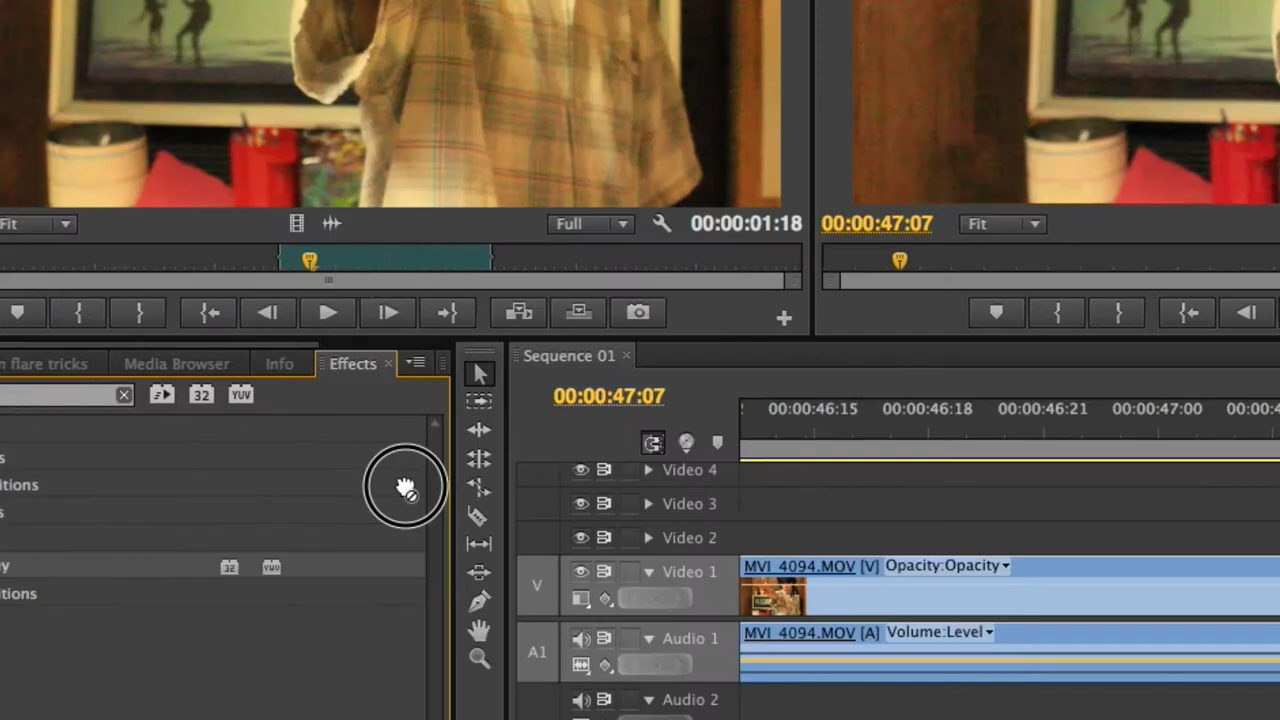 Fit
Full
00:00:01:18
00:00:47:07
Fit
n flare tricks
Media Browser
Info
Effects
Sequence 01
32
YUV
00:00:47:07
00:00:46:15
00:00:46:18
00:00:46:21
00:00:47:00
00:00:4
s
itions
s
y
32
YUV
itions
Video 4
Video 3
Video 2
V
Video 1
MVI_4094.MOV [V] Opacity:Opacity
A1
Audio 1
MVI_4094.MOV [A] Volume:Level
Audio 2